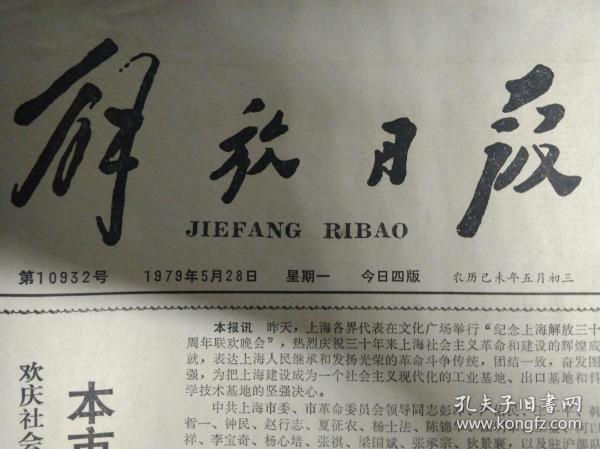 解放日报
JIEFANG RIBAO
第10932号 1979年5月28日 星期一 今日四版 农历己未年五月初三
欢庆社会
本市
本报讯 昨天，上海各界代表在文化广场举行“纪念上海解放三十
周年联欢晚会”，热烈庆祝三十年来上海社会主义革命和建设的辉煌成
就，表达上海人民继承和发扬光荣的革命斗争传统，团结一致，奋发图
强，为把上海建设成为一个社会主义现代化的工业基地、出口基地和科
学技术基地的坚强决心。
中共上海市委、市革命委员会领导同志彭
哲一、钟民、赵行志、夏征农、杨士法、陈锦
祥、李宝奇、杨心培、张祺、梁国斌、张承宗、狄景襄，以及驻沪部队
孔夫子旧书网
www.kongfz.com